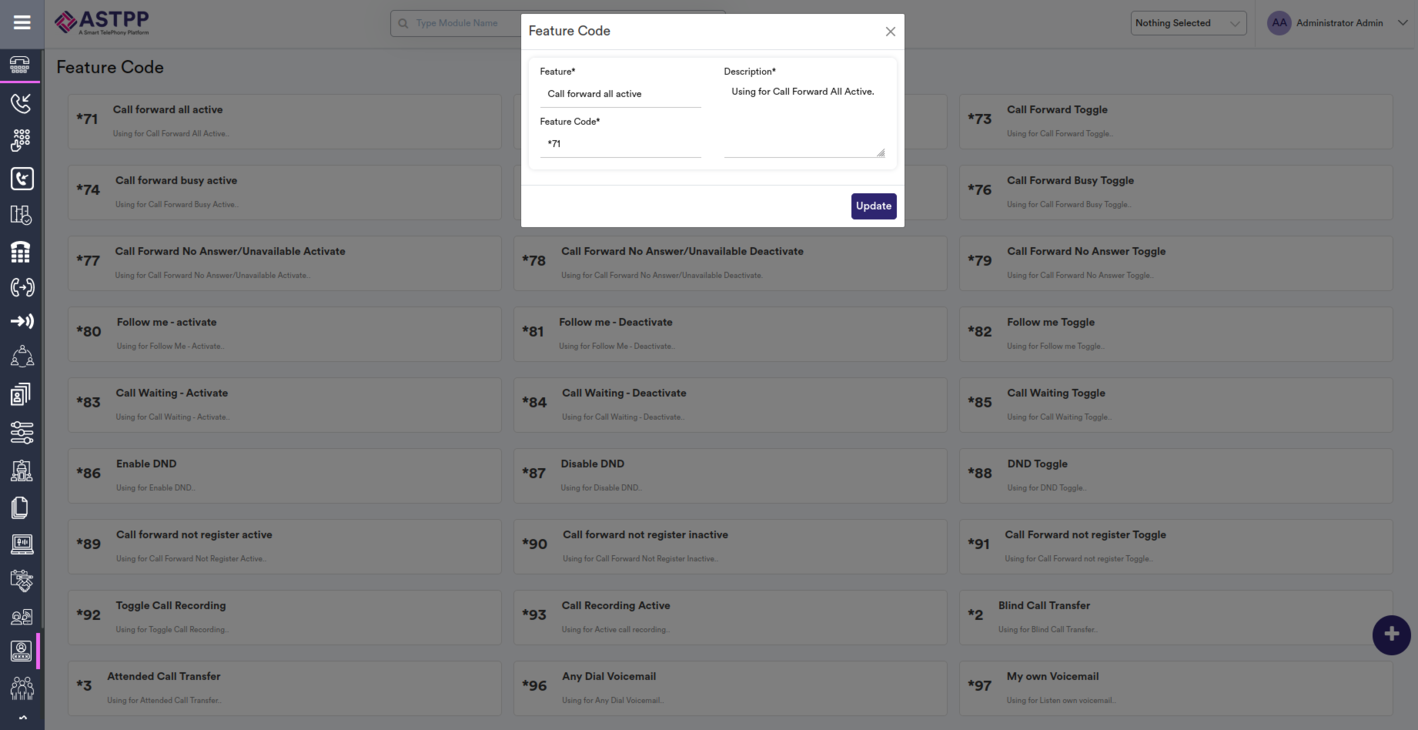 ASTPP
A Smart TelePhony Platform
Type Module Name
Nothing Selected
AA
Administrator Admin
Feature Code
Feature Code
Feature*
Call forward all active
Description*
Using for Call Forward All Active.
Feature Code*
*71
Update
*71
Call forward all active
Using for Call Forward All Active..
*73
Call Forward Toggle
Using for Call Forward Toggle..
*74
Call forward busy active
Using for Call Forward Busy Active..
*76
Call Forward Busy Toggle
Using for Call Forward Busy Toggle..
*77
Call Forward No Answer/Unavailable Activate
Using for Call Forward No Answer/Unavailable Activate..
*78
Call Forward No Answer/Unavailable Deactivate
Using for Call Forward No Answer/Unavailable Deactivate.
*79
Call Forward No Answer Toggle
Using for Call Forward No Answer Toggle..
*80
Follow me - activate
Using for Follow Me - Activate..
*81
Follow me - Deactivate
Using for Follow Me - Deactivate..
*82
Follow me Toggle
Using for Follow me Toggle..
*83
Call Waiting - Activate
Using for Call Waiting - Activate..
*84
Call Waiting - Deactivate
Using for Call Waiting - Deactivate..
*85
Call Waiting Toggle
Using for Call Waiting Toggle..
*86
Enable DND
Using for Enable DND..
*87
Disable DND
Using for Disable DND..
*88
DND Toggle
Using for DND Toggle..
*89
Call forward not register active
Using for Call Forward Not Register Active..
*90
Call forward not register inactive
Using for Call Forward Not Register Inactive..
*91
Call Forward not register Toggle
Using for Call Forward not register Toggle..
*92
Toggle Call Recording
Using for Toggle Call Recording..
*93
Call Recording Active
Using for Active call recording..
*2
Blind Call Transfer
Using for Blind Call Transfer..
*3
Attended Call Transfer
Using for Attended Call Transfer..
*96
Any Dial Voicemail
Using for Any Dial Voicemail..
*97
My own Voicemail
Using for Listen own voicemail..